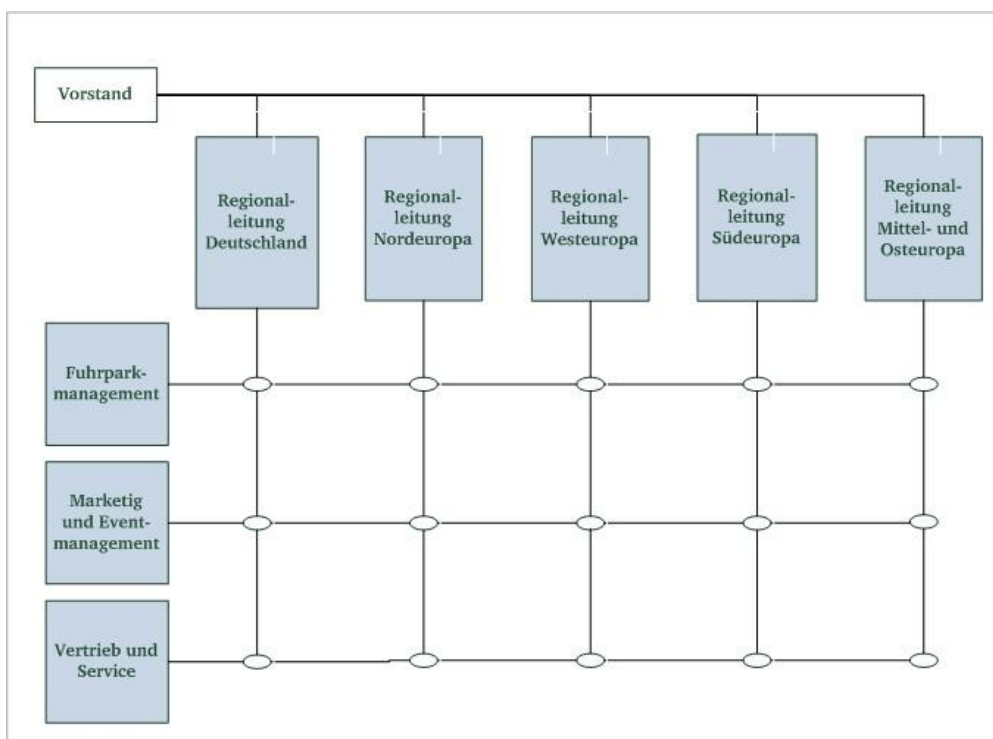 Vorstand
Regional-
leitung
Deutschland
Regional-
leitung
Nordeuropa
Regional-
leitung
Westeuropa
Regional-
leitung
Südeuropa
Regional-
leitung
Mittel- und
Osteuropa
Fuhrpark-
management
Marketig
und Event-
management
Vertrieb und
Service